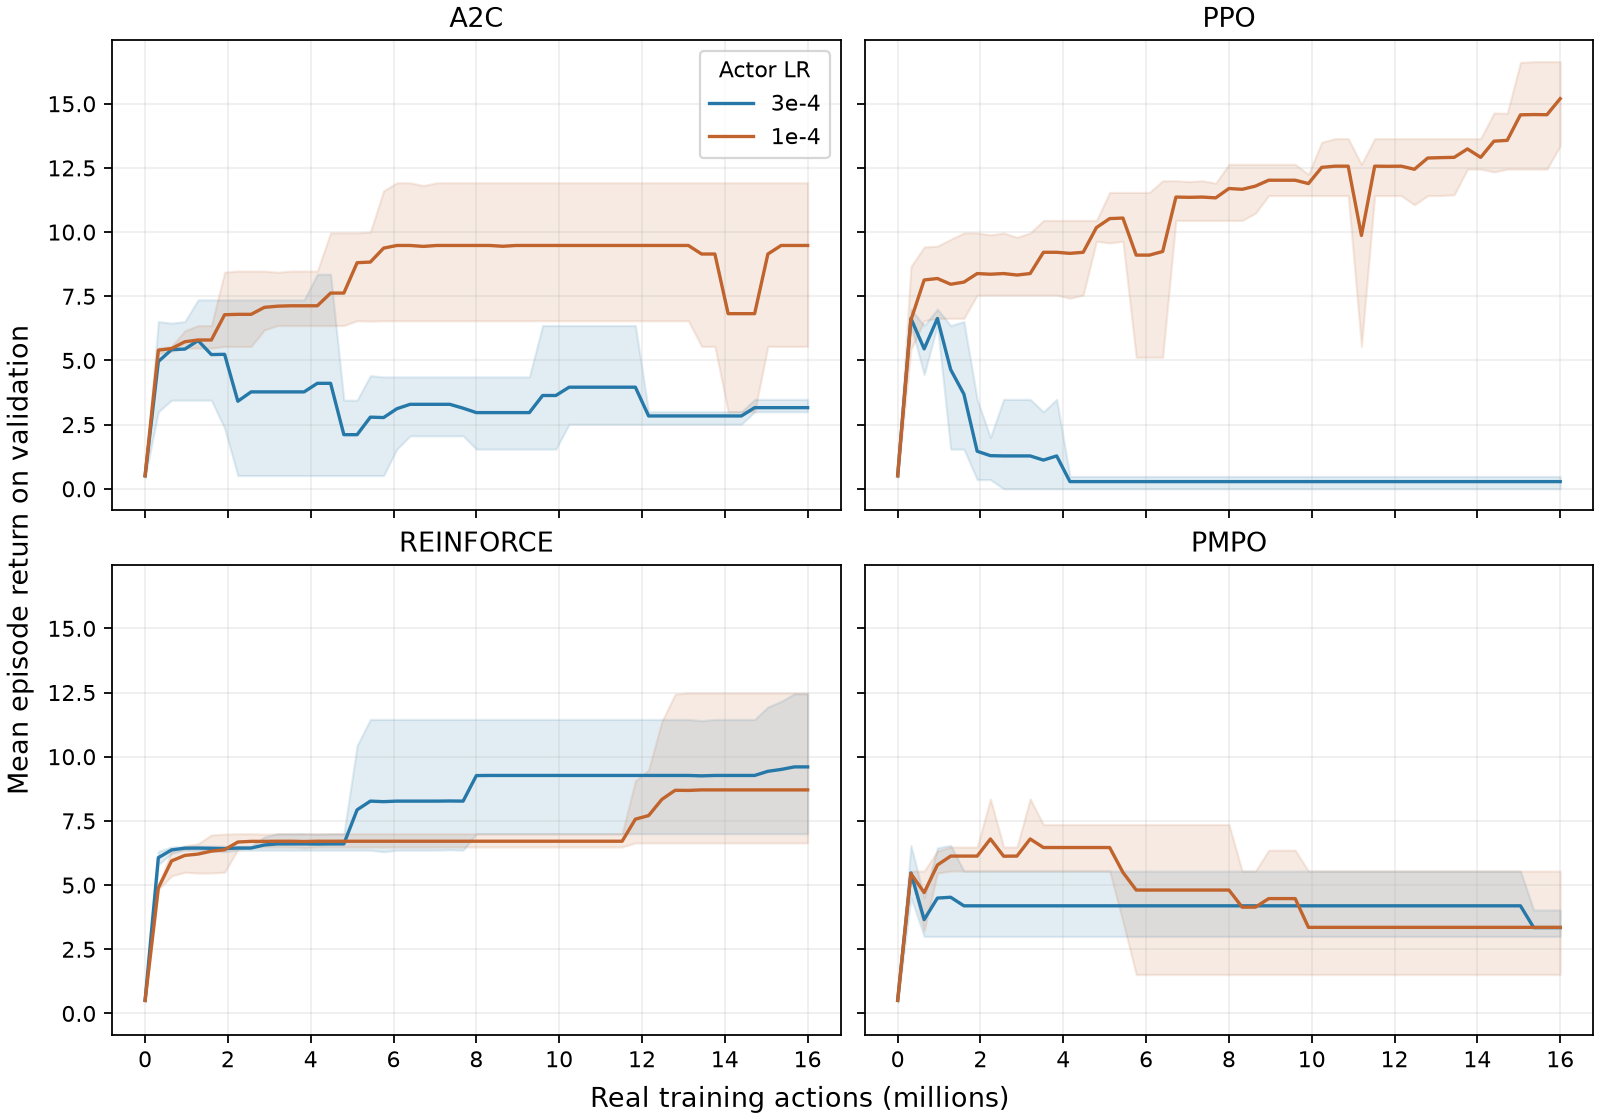 A2C
PPO
Actor LR
3e-4
1e-4
15.0
12.5
10.0
7.5
5.0
2.5
0.0
Mean episode return on validation
REINFORCE
PMPO
15.0
12.5
10.0
7.5
5.0
2.5
0.0
0 2 4 6 8 10 12 14 16
0 2 4 6 8 10 12 14 16
Real training actions (millions)